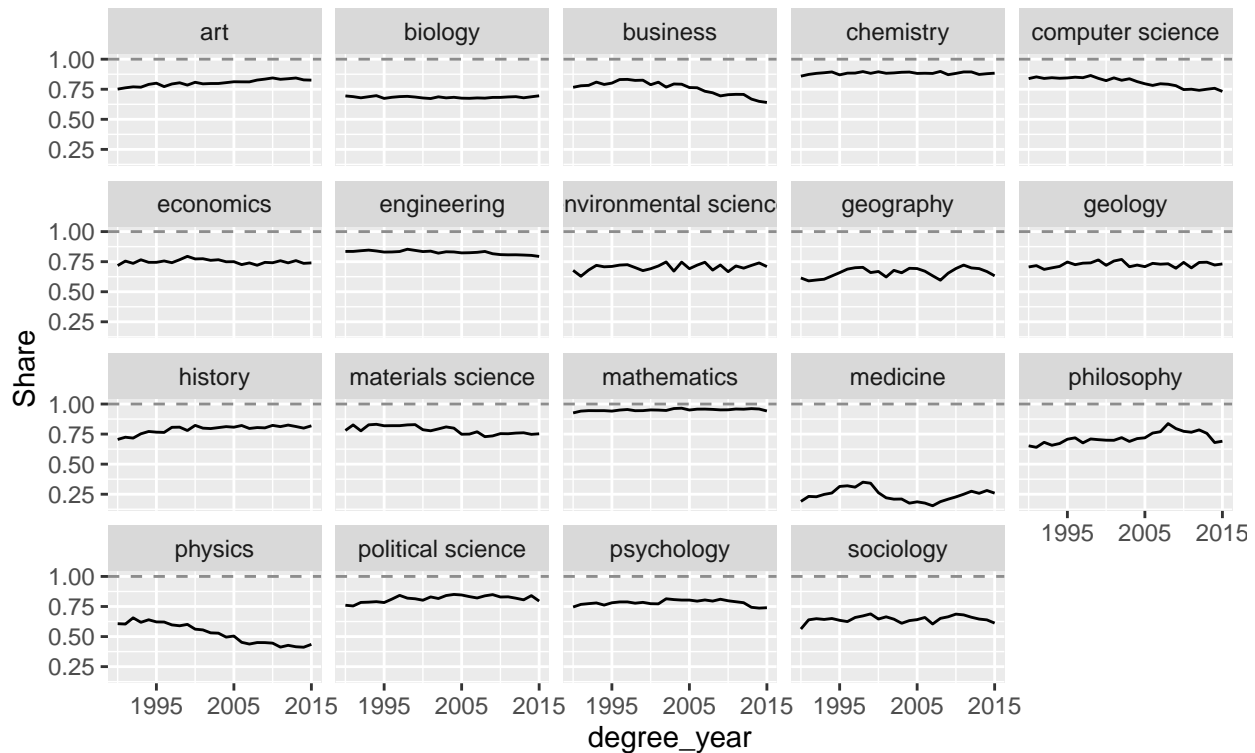 art biology business chemistry computer science
1.00
0.75
0.50
0.25
economics engineering nvironmental scienc geography geology
1.00
0.75
0.50
0.25
history materials science mathematics medicine philosophy
1.00
0.75
0.50
0.25
1995 2005 2015
physics political science psychology sociology
1.00
0.75
0.50
0.25
1995 2005 2015 1995 2005 2015 1995 2005 2015 1995 2005 2015
degree_year
Share